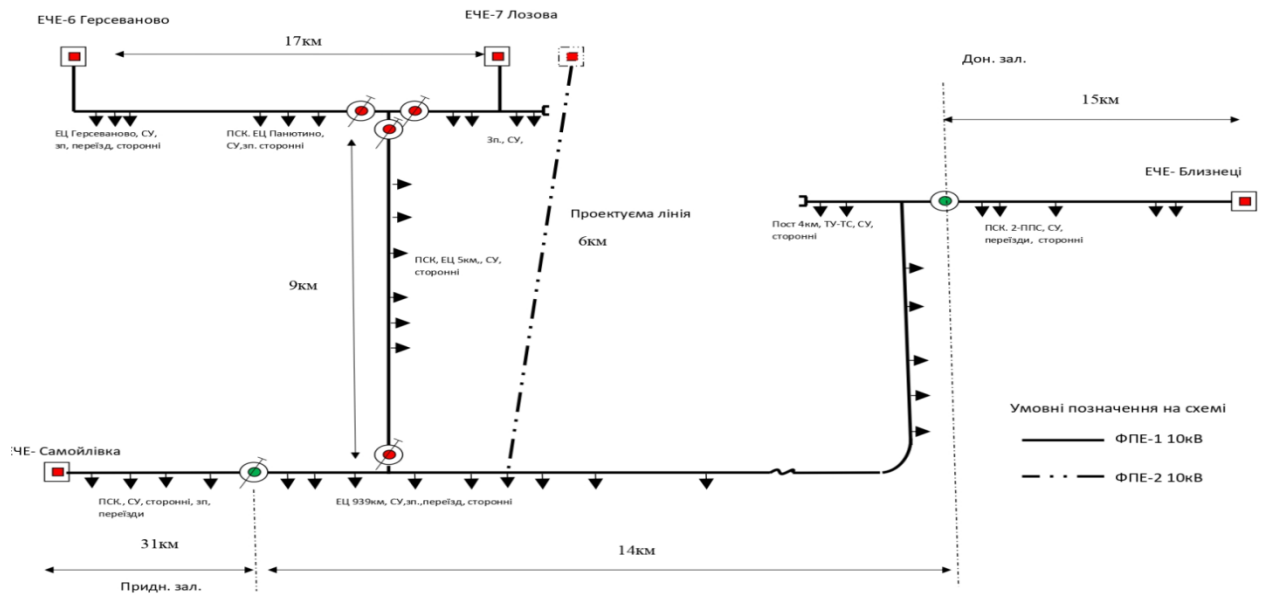 ЕЧЕ-6 Герсеваново
ЕЧЕ-7 Лозова
17км
Дон. зал.
15км
ЕЦ Герсеваново, СУ,
зп, переїзд, сторонні
ПСК. ЕЦ Панютино,
СУ,зп. сторонні
Зп., СУ,
ЕЧЕ- Близнеці
Проектуєма лінія
6км
Пост 4км, ТУ-ТС, СУ,
сторонні
ПСК. 2-ППС, СУ,
переїзди, сторонні
ПСК, ЕЦ 5км,, СУ,
сторонні
9км
Умовні позначення на схемі
ФПЕ-1 10кВ
ФПЕ-2 10кВ
ЕЧЕ- Самойлівка
ПСК., СУ, сторонні, зп,
переїзди
ЕЦ 939км, СУ,зп.,переїзд, сторонні
31км
14км
Придн. зал.